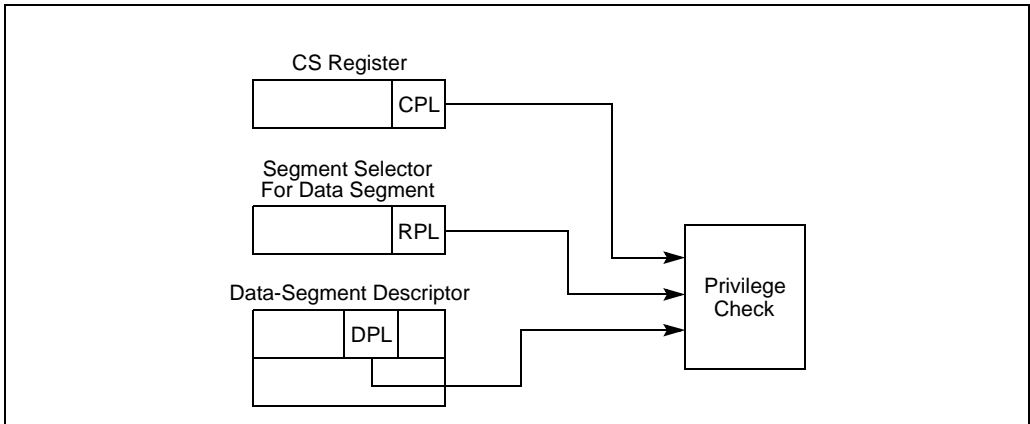 CS Register
CPL
Segment Selector
For Data Segment
RPL
Data-Segment Descriptor
DPL
Privilege
Check